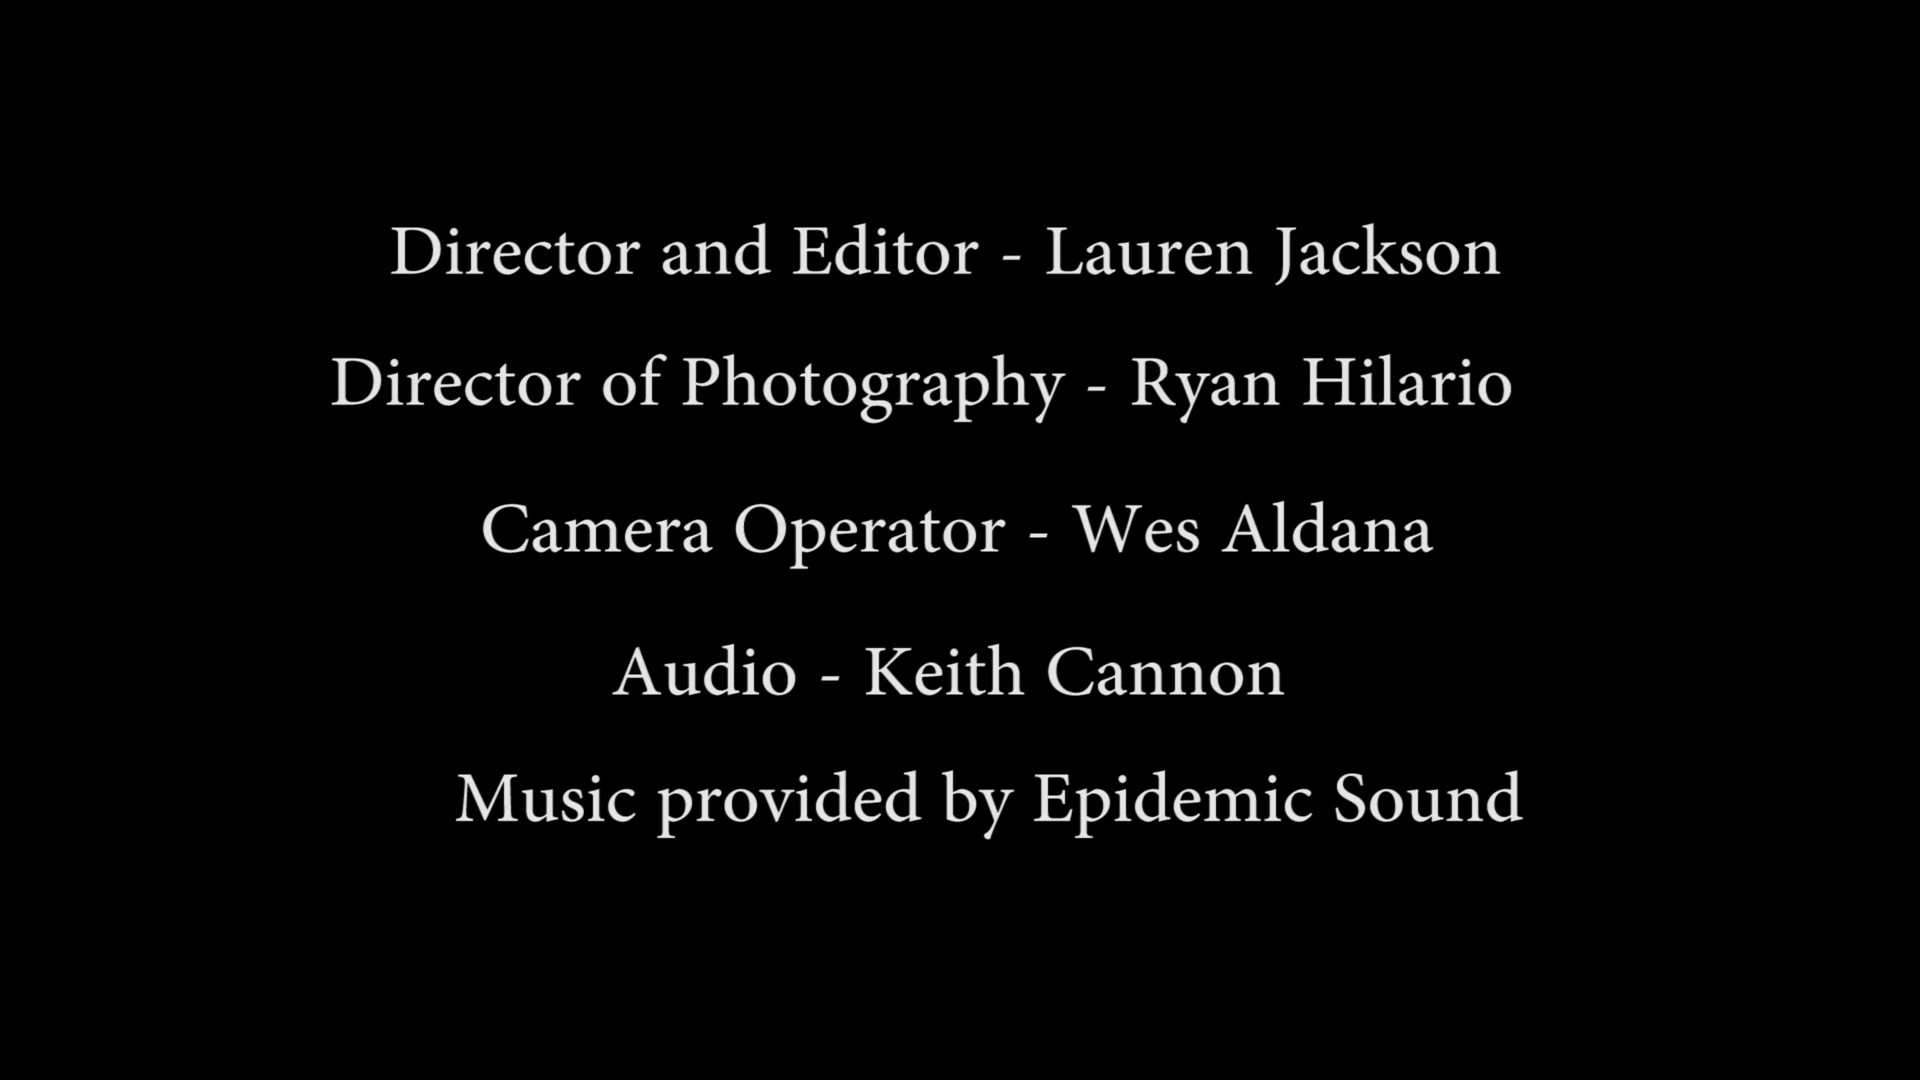 Director and Editor - Lauren Jackson
Director of Photography - Ryan Hilario
Camera Operator - Wes Aldana
Audio - Keith Cannon
Music provided by Epidemic Sound